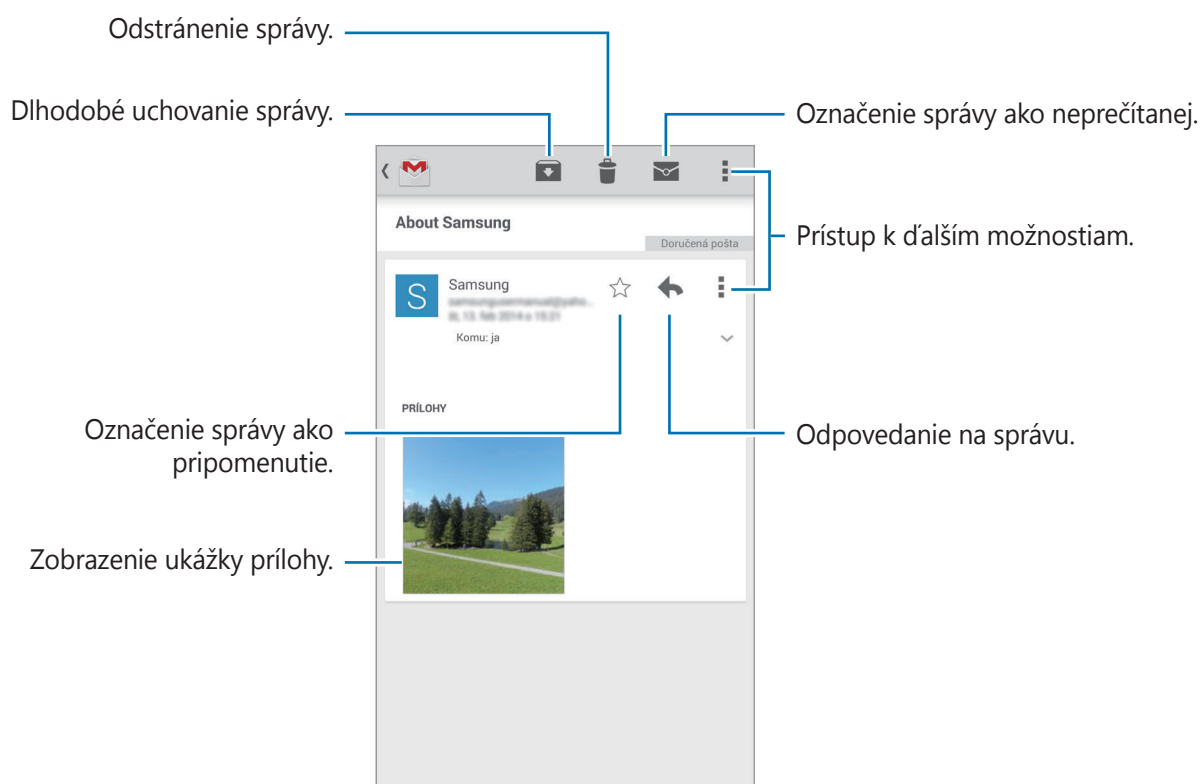 Odstránenie správy.
Dlhodobé uchovanie správy.
Označenie správy ako neprečítanej.
About Samsung
Doručená pošta
Prístup k ďalším možnostiam.
S
Samsung
Komu: ja
PRÍLOHY
Označenie správy ako
pripomenutie.
Odpovedanie na správu.
Zobrazenie ukážky prílohy.